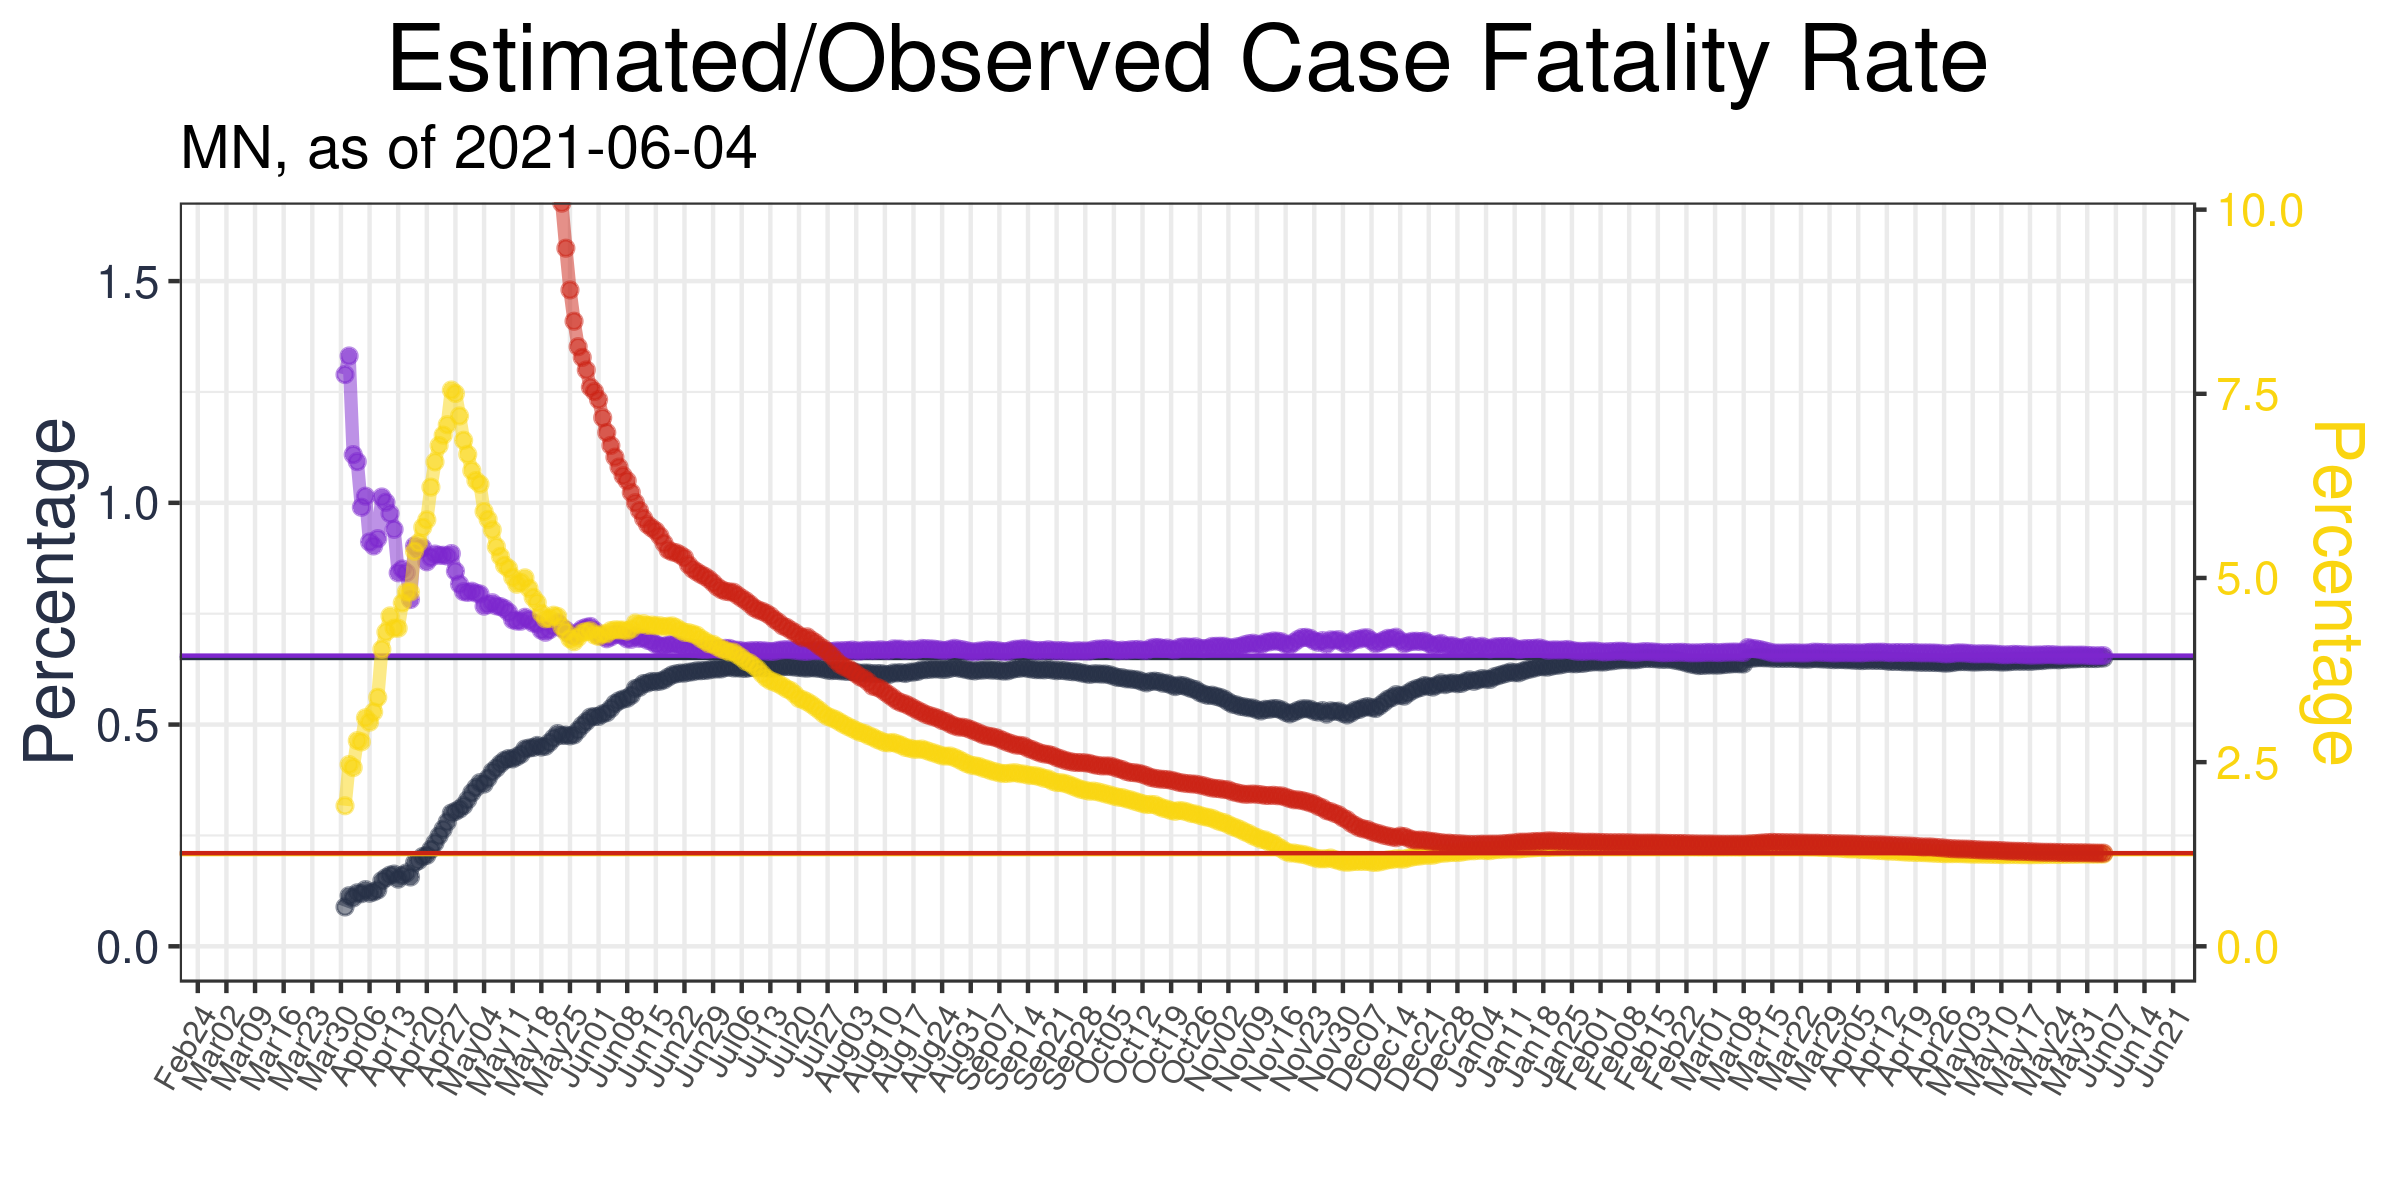 Estimated/Observed Case Fatality Rate
MN, as of 2021-06-04
Percentage
1.5
1.0
0.5
0.0
10.0
7.5
5.0
2.5
0.0
Percentage
Feb24
Mar02
Mar09
Mar16
Mar23
Mar30
Apr06
Apr13
Apr20
Apr27
May04
May11
May18
May25
Jun01
Jun08
Jun15
Jun22
Jun29
Jul06
Jul13
Jul20
Jul27
Aug03
Aug10
Aug17
Aug24
Aug31
Sep07
Sep14
Sep21
Sep28
Oct05
Oct12
Oct19
Oct26
Nov02
Nov09
Nov16
Nov23
Nov30
Dec07
Dec14
Dec21
Dec28
Jan04
Jan11
Jan18
Jan25
Feb01
Feb08
Feb15
Feb22
Mar01
Mar08
Mar15
Mar22
Mar29
Apr05
Apr12
Apr19
Apr26
May03
May10
May17
May24
May31
Jun07
Jun14
Jun21